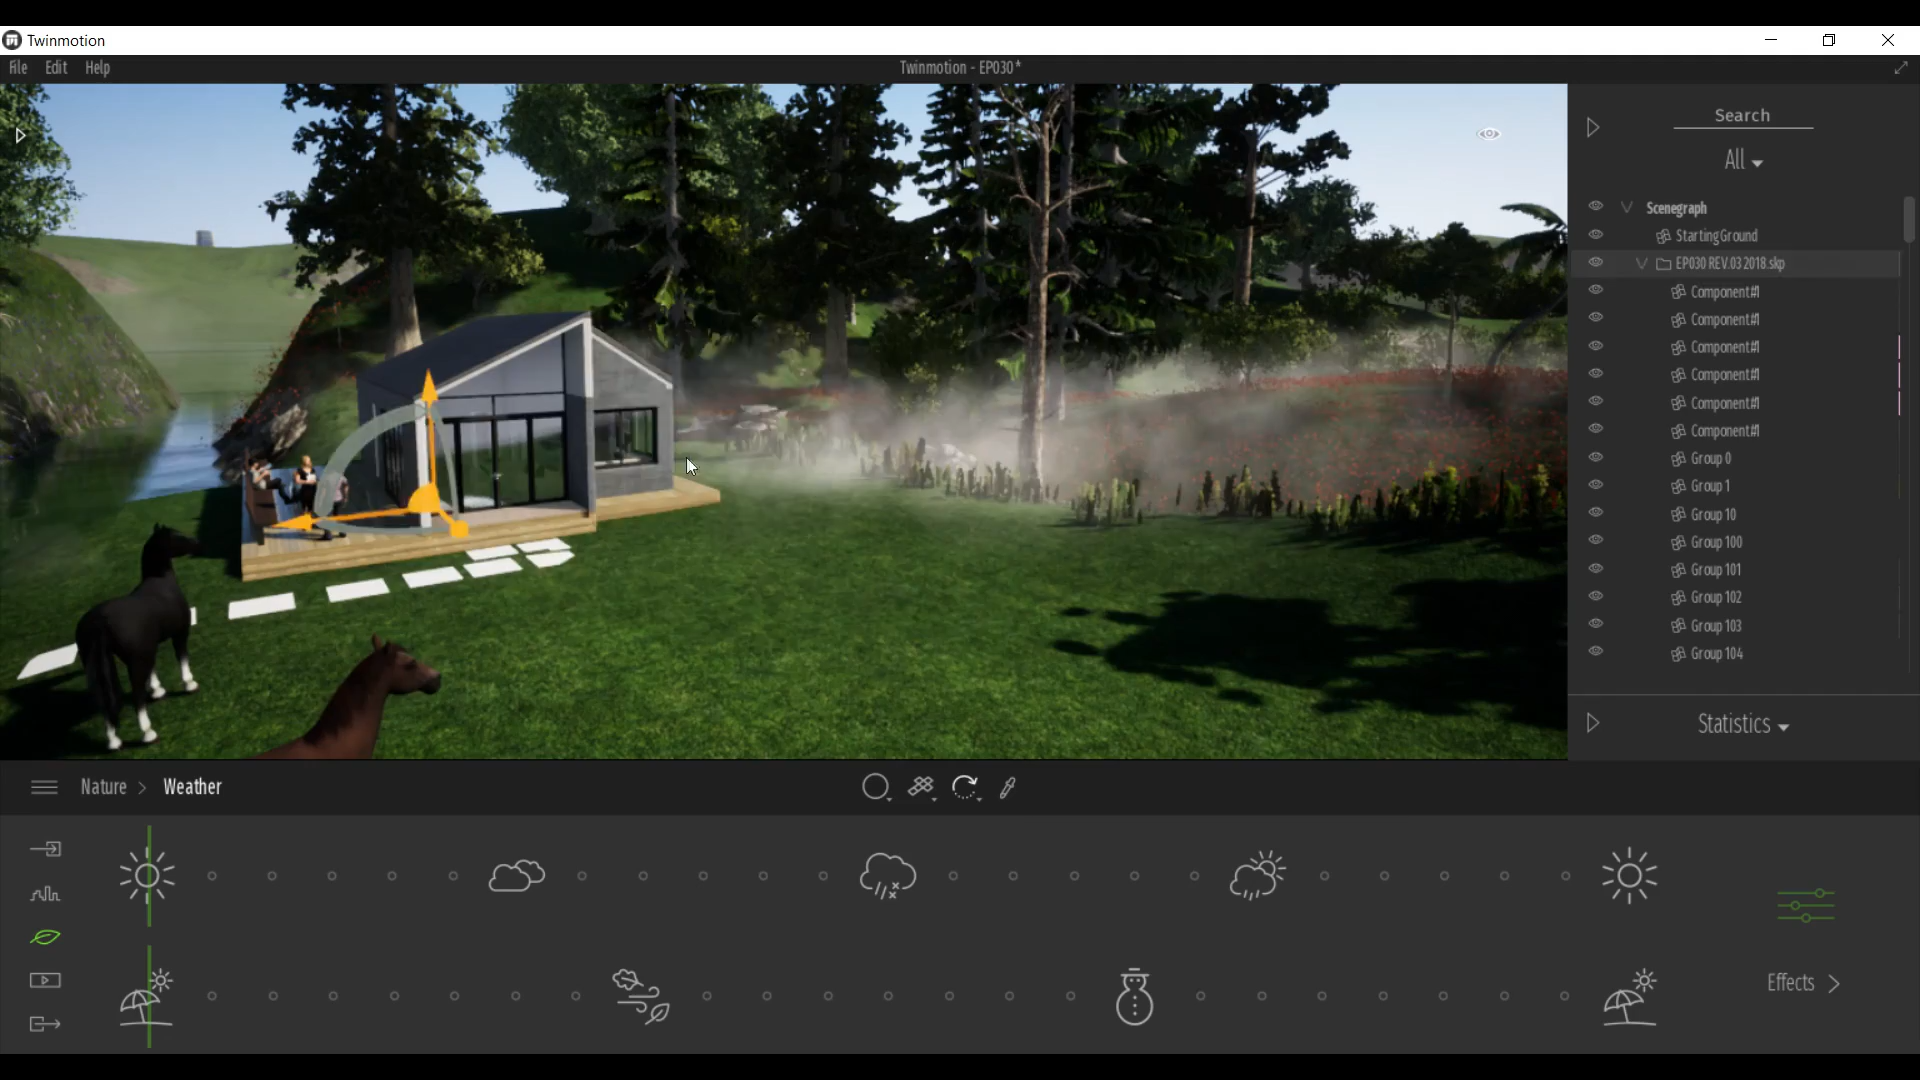 Twinmotion
File Edit Help
Twinmotion - EP030*
Search
All
Scenegraph
StartingGround
EP030 REV.03 2018.skp
Component#1
Component#1
Component#1
Component#1
Component#1
Component#1
Group 0
Group 1
Group 10
Group 100
Group 101
Group 102
Group 103
Group 104
Statistics
Nature > Weather
Effects